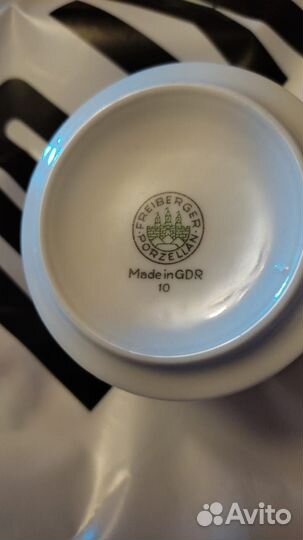 FREIBERGER
PORZELLAN
Made in GDR
10
Avito